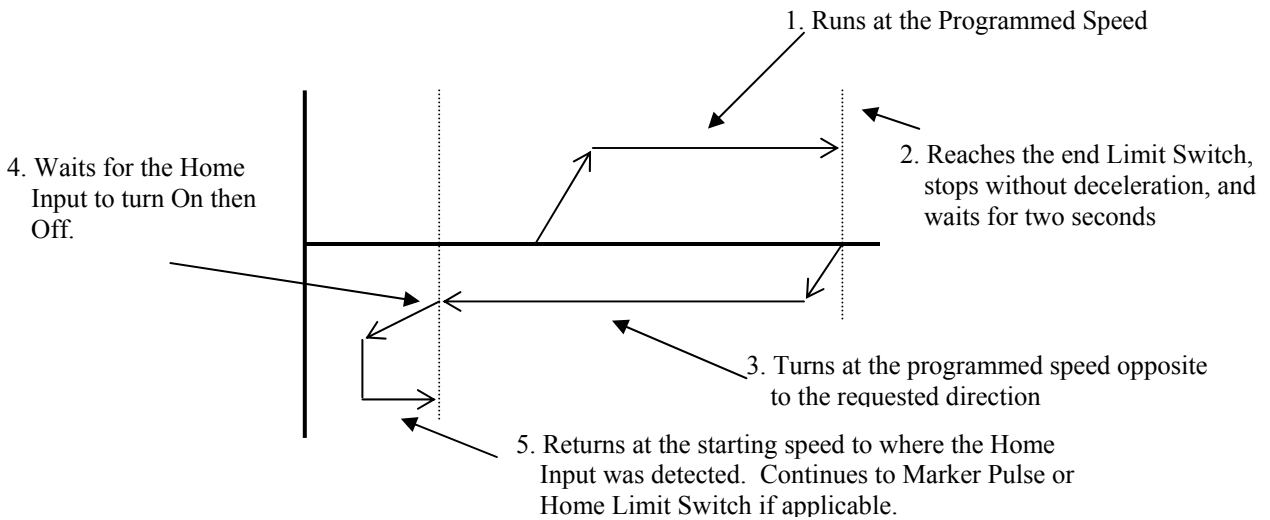 1. Runs at the Programmed Speed
2. Reaches the end Limit Switch,
stops without deceleration, and
waits for two seconds
4. Waits for the Home
Input to turn On then
Off.
3. Turns at the programmed speed opposite
to the requested direction
5. Returns at the starting speed to where the Home
Input was detected.  Continues to Marker Pulse or
Home Limit Switch if applicable.